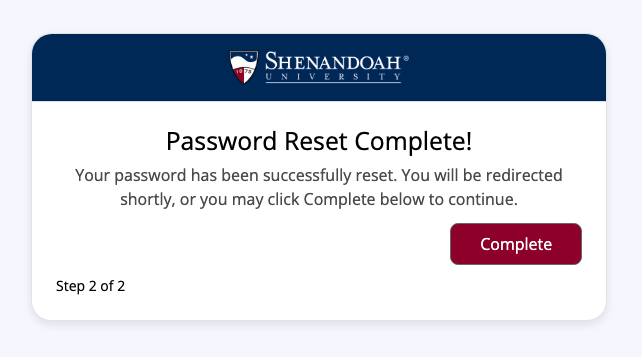 1875
SHENANDOAH®
UNIVERSITY
Password Reset Complete!
Your password has been successfully reset. You will be redirected
shortly, or you may click Complete below to continue.
Complete
Step 2 of 2